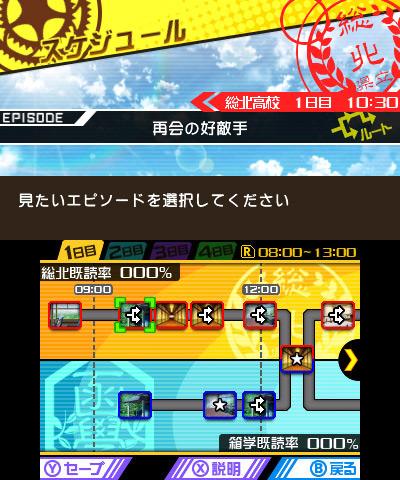 スケジュール
総北
県立
総北高校 1日目 10:30
EPISODE
再会の好敵手
ルート
見たいエピソードを選択してください
1日目 2日目 3日目 4日目 R 08:00~13:00
総北既読率 000%
総北
09:00 12:00
箱学既読率 000%
Y セーブ X 説明 B 戻る